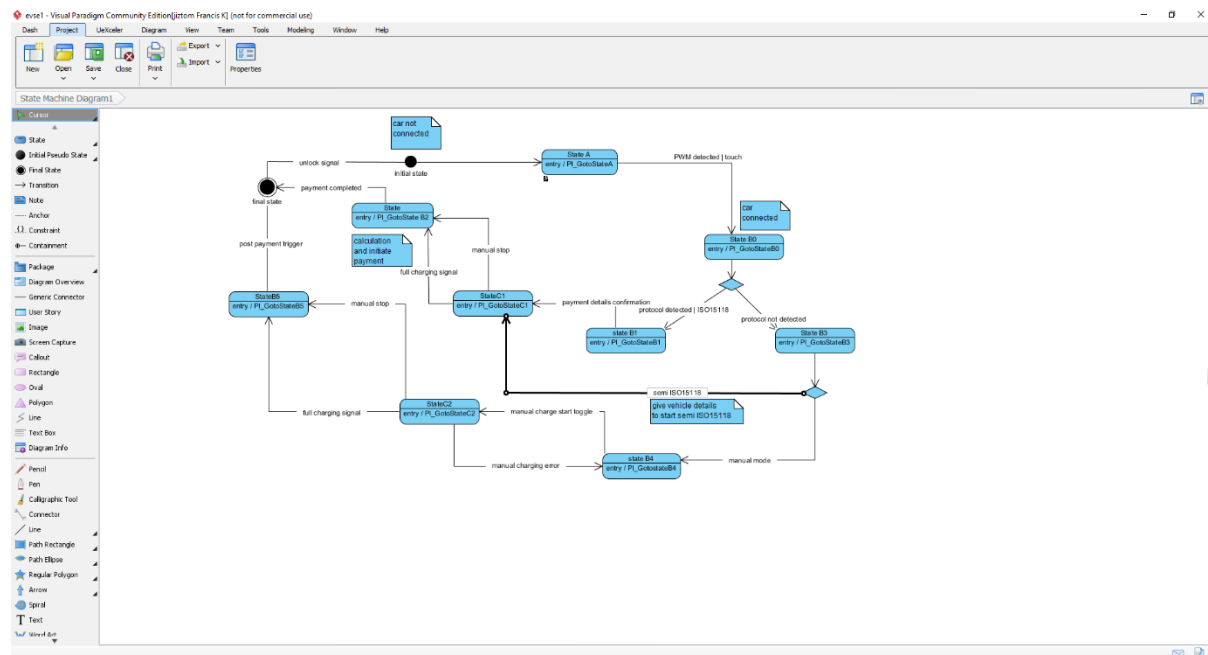 evse1 - Visual Paradigm Community Edition[jiztom Francis K] (not for commercial use)
Dash Project UeXceler Diagram View Team Tools Modeling Window Help
Export
Import
New Open Save Close Print Properties
State Machine Diagram1
Cursor
State
Initial Pseudo State
Final State
Transition
Note
Anchor
Constraint
Containment
Package
Diagram Overview
Generic Connector
User Story
Image
Screen Capture
Callout
Rectangle
Oval
Polygon
Line
Text Box
Diagram Info
Pencil
Pen
Calligraphic Tool
Connector
Line
Path Rectangle
Path Ellipse
Regular Polygon
Arrow
Spiral
Text
Word Art
car not
connected
unlock signal
initial state
State A
entry / PI_GotoStateA
PWM detected | touch
final state
payment completed
State
entry / PI_GotoState B2
car
connected
calculation
and initiate
payment
manual stop
State B0
entry / PI_GotoStateB0
post payment trigger
full charging signal
StateB5
entry / PI_GotoStateB5
manual stop
StateC1
entry / PI_GotoStateC1
payment details confirmation
protocol detected | ISO15118
protocol not detected
state B1
entry / PI_GotoStateB1
State B3
entry / PI_GotoStateB3
semi ISO15118
give vehicle details
to start semi ISO15118
full charging signal
StateC2
entry / PI_GotoStateC2
manual charge start toggle
manual charging error
state B4
entry / PI_GotostateB4
manual mode